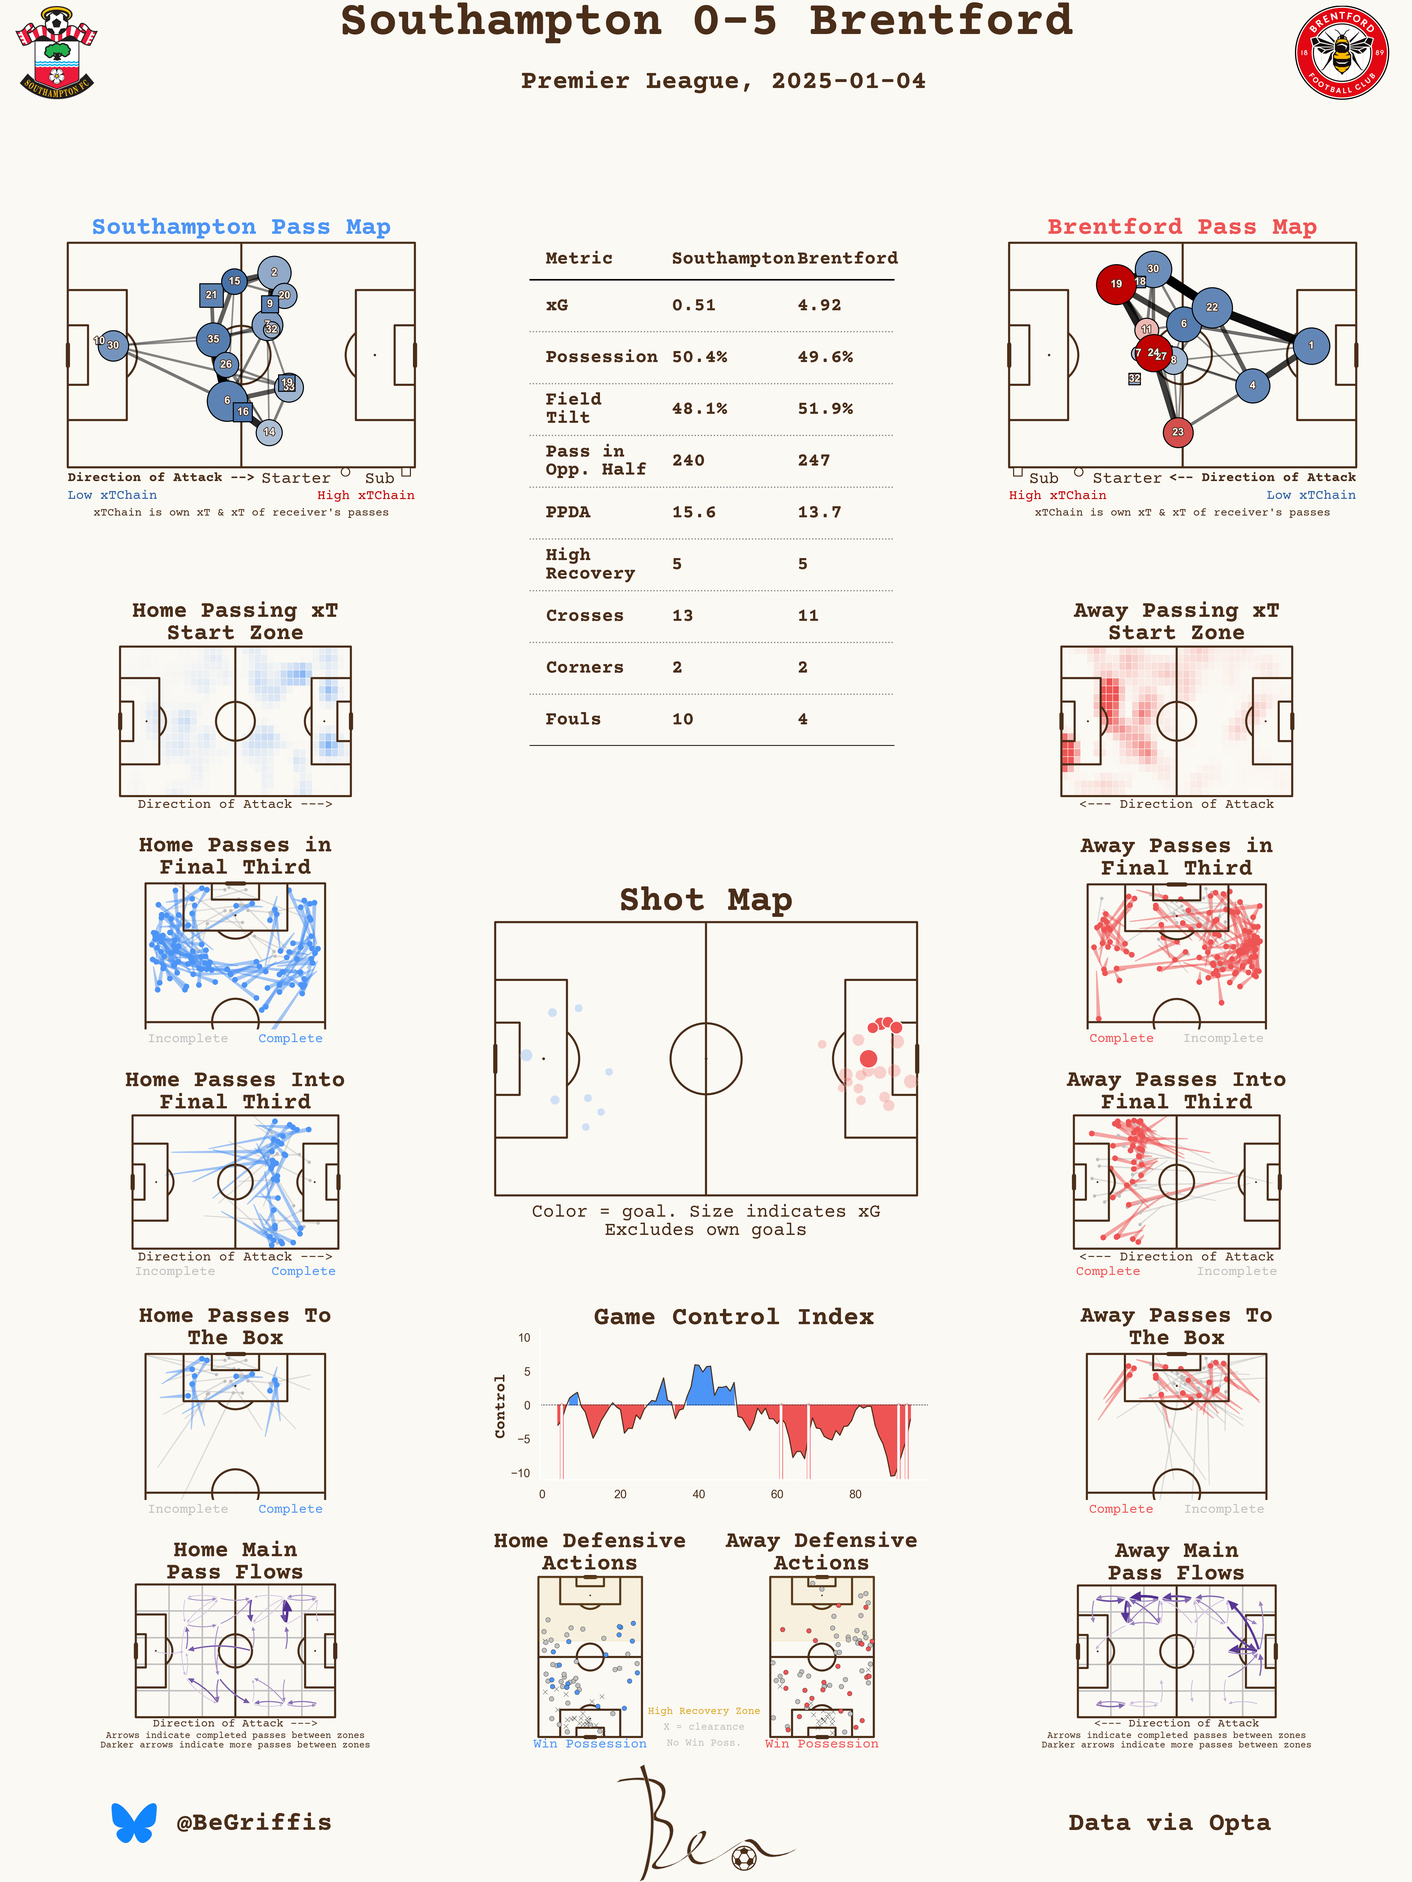 Southampton 0-5 Brentford
Premier League, 2025-01-04
SOUTHAMPTON FC
BRENTFORD
18 89
FOOTBALL CLUB
Southampton Pass Map
15
2
21
20
9
7
32
35
10
30
26
19
33
6
16
14
Direction of Attack --> Starter Sub
Low xTChain High xTChain
xTChain is own xT & xT of receiver's passes
Metric Southampton Brentford
xG 0.51 4.92
Possession 50.4% 49.6%
Field
Tilt 48.1% 51.9%
Pass in
Opp. Half 240 247
PPDA 15.6 13.7
High
Recovery 5 5
Crosses 13 11
Corners 2 2
Fouls 10 4
Brentford Pass Map
30
19
18
22
6
11
1
7
24
27
8
32
4
23
Sub Starter <-- Direction of Attack
High xTChain Low xTChain
xTChain is own xT & xT of receiver's passes
Home Passing xT
Start Zone
Direction of Attack --->
Away Passing xT
Start Zone
<--- Direction of Attack
Home Passes in
Final Third
Incomplete Complete
Away Passes in
Final Third
Complete Incomplete
Shot Map
Color = goal. Size indicates xG
Excludes own goals
Home Passes Into
Final Third
Direction of Attack --->
Incomplete Complete
Away Passes Into
Final Third
<--- Direction of Attack
Complete Incomplete
Home Passes To
The Box
Incomplete Complete
Game Control Index
Control
10
5
0
−5
−10
0 20 40 60 80
Away Passes To
The Box
Complete Incomplete
Home Main
Pass Flows
Direction of Attack --->
Arrows indicate completed passes between zones
Darker arrows indicate more passes between zones
Home Defensive
Actions
Win Possession
Away Defensive
Actions
Win Possession
High Recovery Zone
X = clearance
No Win Poss.
Away Main
Pass Flows
<--- Direction of Attack
Arrows indicate completed passes between zones
Darker arrows indicate more passes between zones
@BeGriffis
Ben
Data via Opta